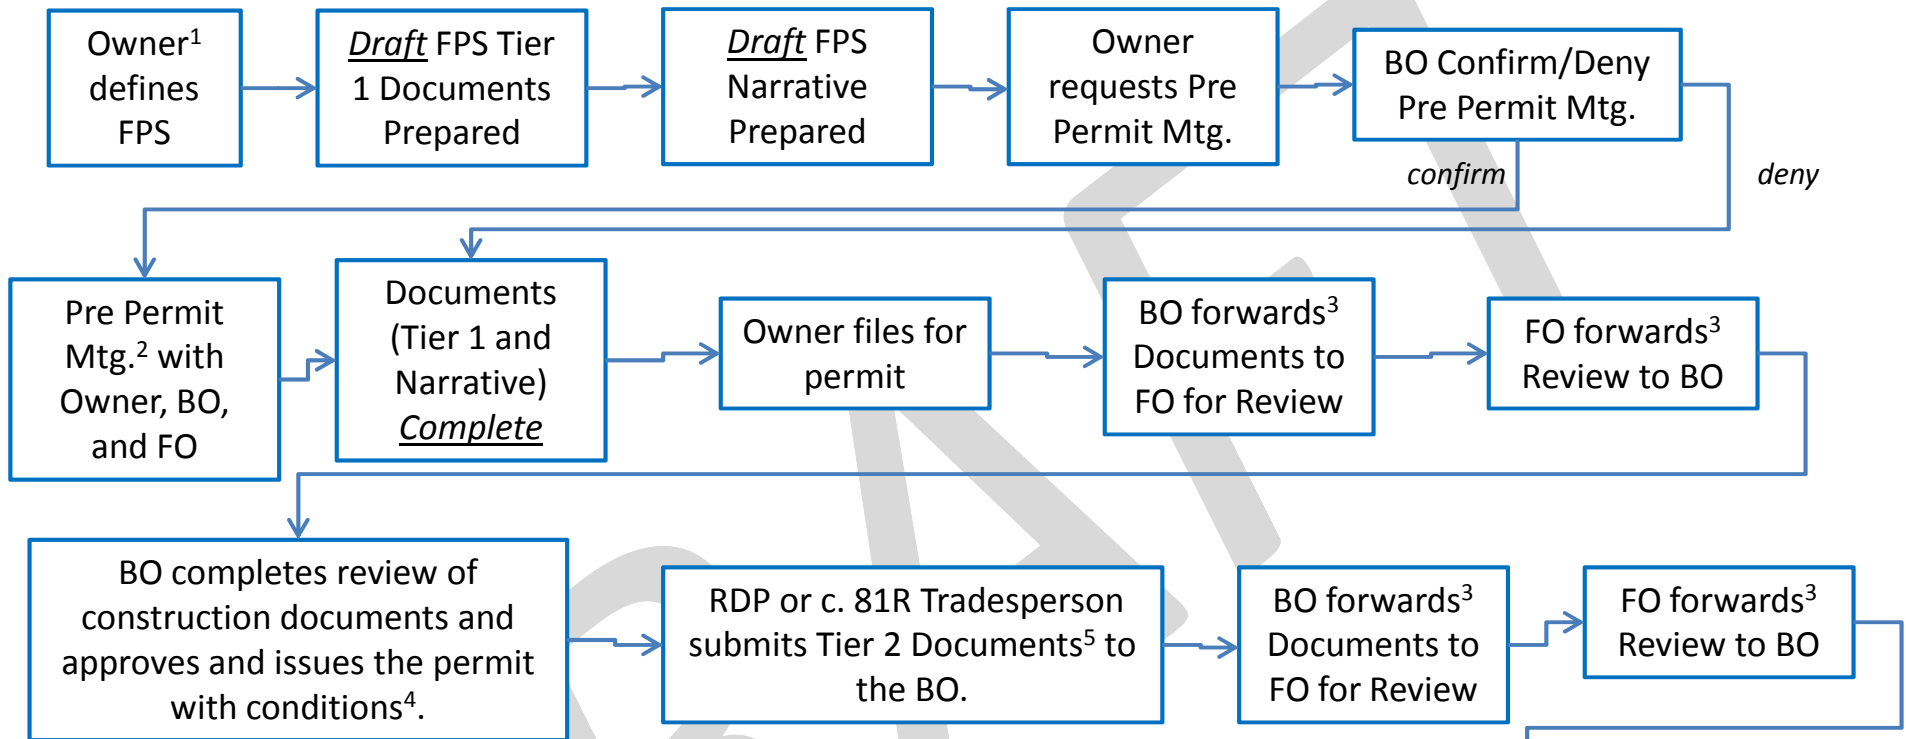 Owner¹
defines
FPS
Draft FPS Tier
1 Documents
Prepared
Draft FPS
Narrative
Prepared
Owner
requests Pre
Permit Mtg.
BO Confirm/Deny
Pre Permit Mtg.
confirm
deny
Pre Permit
Mtg.² with
Owner, BO,
and FO
Documents
(Tier 1 and
Narrative)
Complete
Owner files for
permit
BO forwards³
Documents to
FO for Review
FO forwards³
Review to BO
BO completes review of
construction documents and
approves and issues the permit
with conditions⁴.
RDP or c. 81R Tradesperson
submits Tier 2 Documents⁵ to
the BO.
BO forwards³
Documents to
FO for Review
FO forwards³
Review to BO